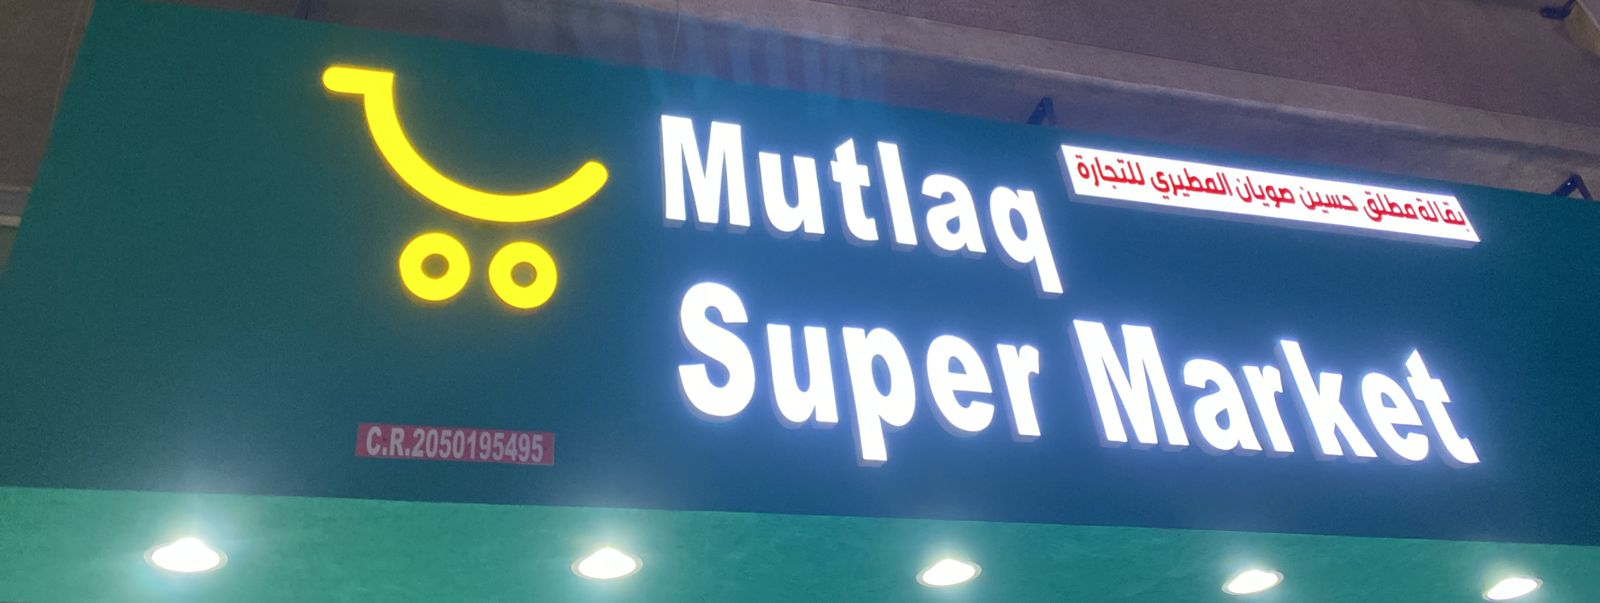 Mutlaq
بقالة مطلق حسين صويان المطيري للتجارة
Super Market
C.R.2050195495